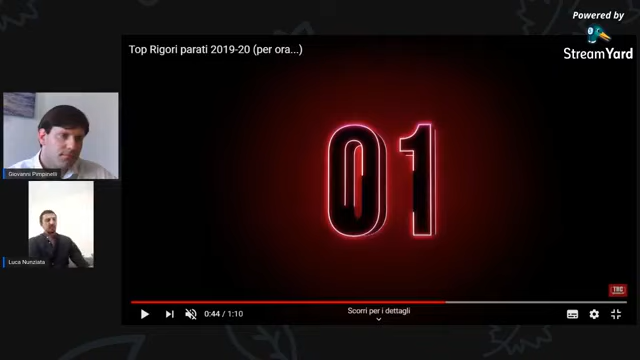 Powered by
StreamYard
Top Rigori parati 2019-20 (per ora...)
01
Giovanni Pimpinelli
Luca Nunziata
TRC
0:44 / 1:10
Scorri per i dettagli